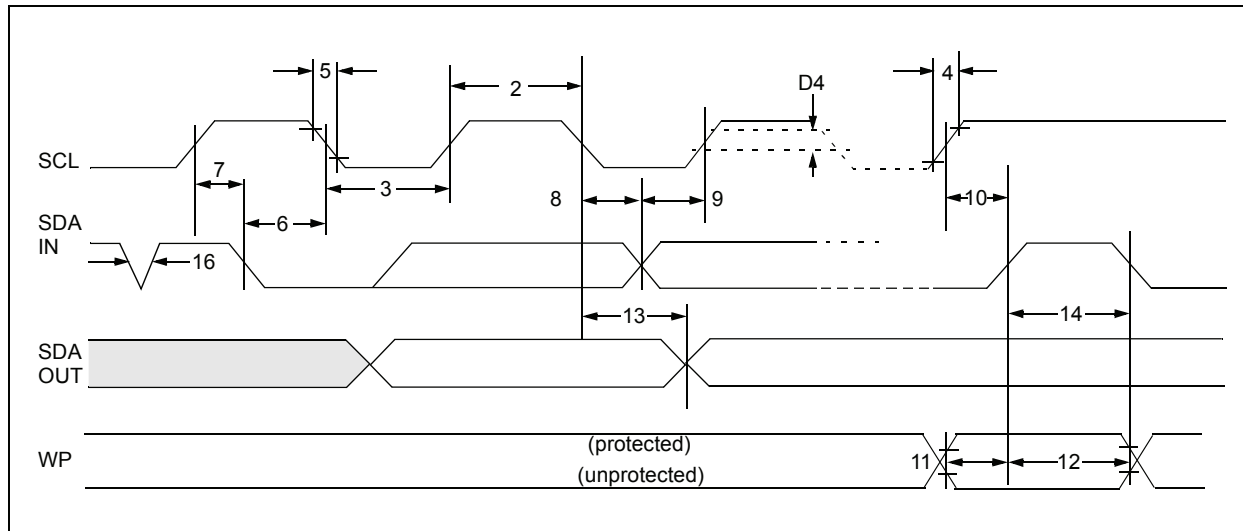 5
2
D4
4
SCL
7
3
8
9
10
SDA
IN
6
16
13
14
SDA
OUT
WP
(protected)
(unprotected)
11
12